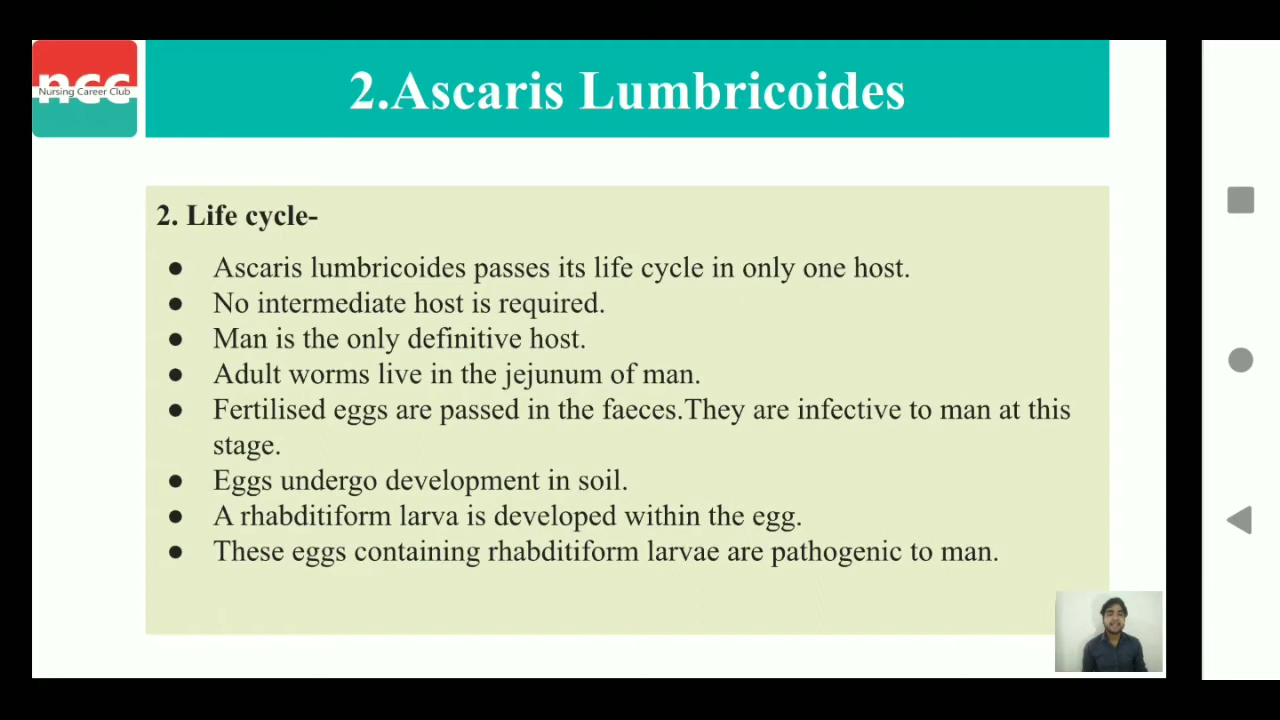 ncc
Nursing Career Club
2.Ascaris Lumbricoides
2. Life cycle-
● Ascaris lumbricoides passes its life cycle in only one host.
● No intermediate host is required.
● Man is the only definitive host.
● Adult worms live in the jejunum of man.
● Fertilised eggs are passed in the faeces.They are infective to man at this
stage.
● Eggs undergo development in soil.
● A rhabditiform larva is developed within the egg.
● These eggs containing rhabditiform larvae are pathogenic to man.